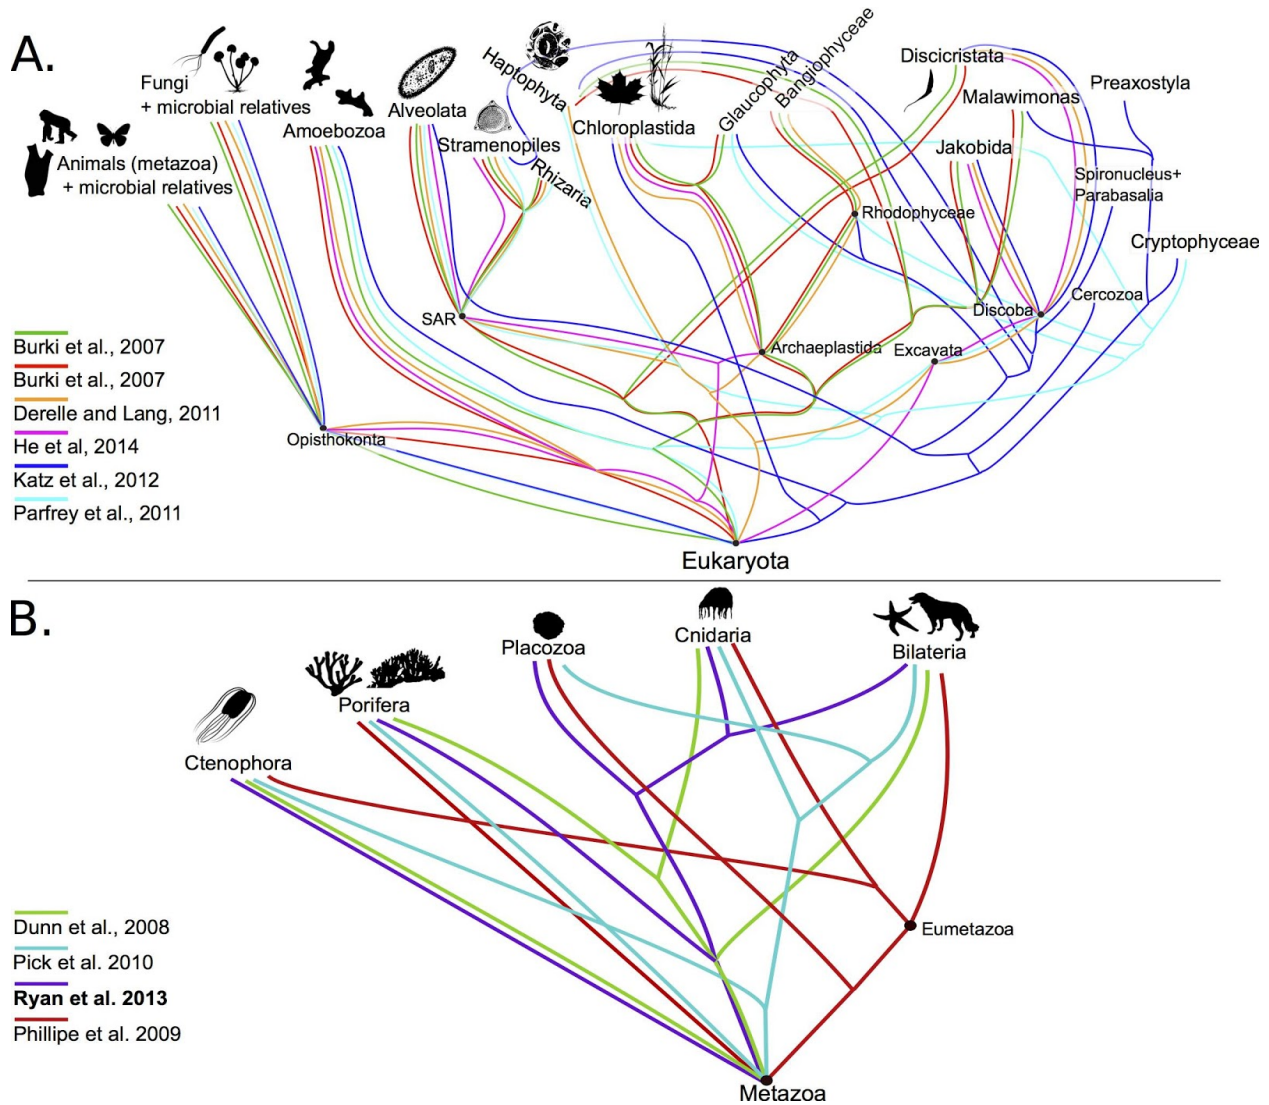 A.
Fungi
+ microbial relatives
Animals (metazoa)
+ microbial relatives
Amoebozoa
Alveolata
Stramenopiles
Rhizaria
Haptophyta
Chloroplastida
Glaucophyta
Bangiophyceae
Discicristata
Malawimonas
Preaxostyla
Jakobida
Spironucleus+
Parabasalia
Rhodophyceae
Cryptophyceae
Cercozoa
Discoba
SAR
Archaeplastida
Excavata
Opisthokonta
Eukaryota
Burki et al., 2007
Burki et al., 2007
Derelle and Lang, 2011
He et al, 2014
Katz et al., 2012
Parfrey et al., 2011
B.
Placozoa
Cnidaria
Bilateria
Porifera
Ctenophora
Eumetazoa
Metazoa
Dunn et al., 2008
Pick et al. 2010
Ryan et al. 2013
Phillipe et al. 2009